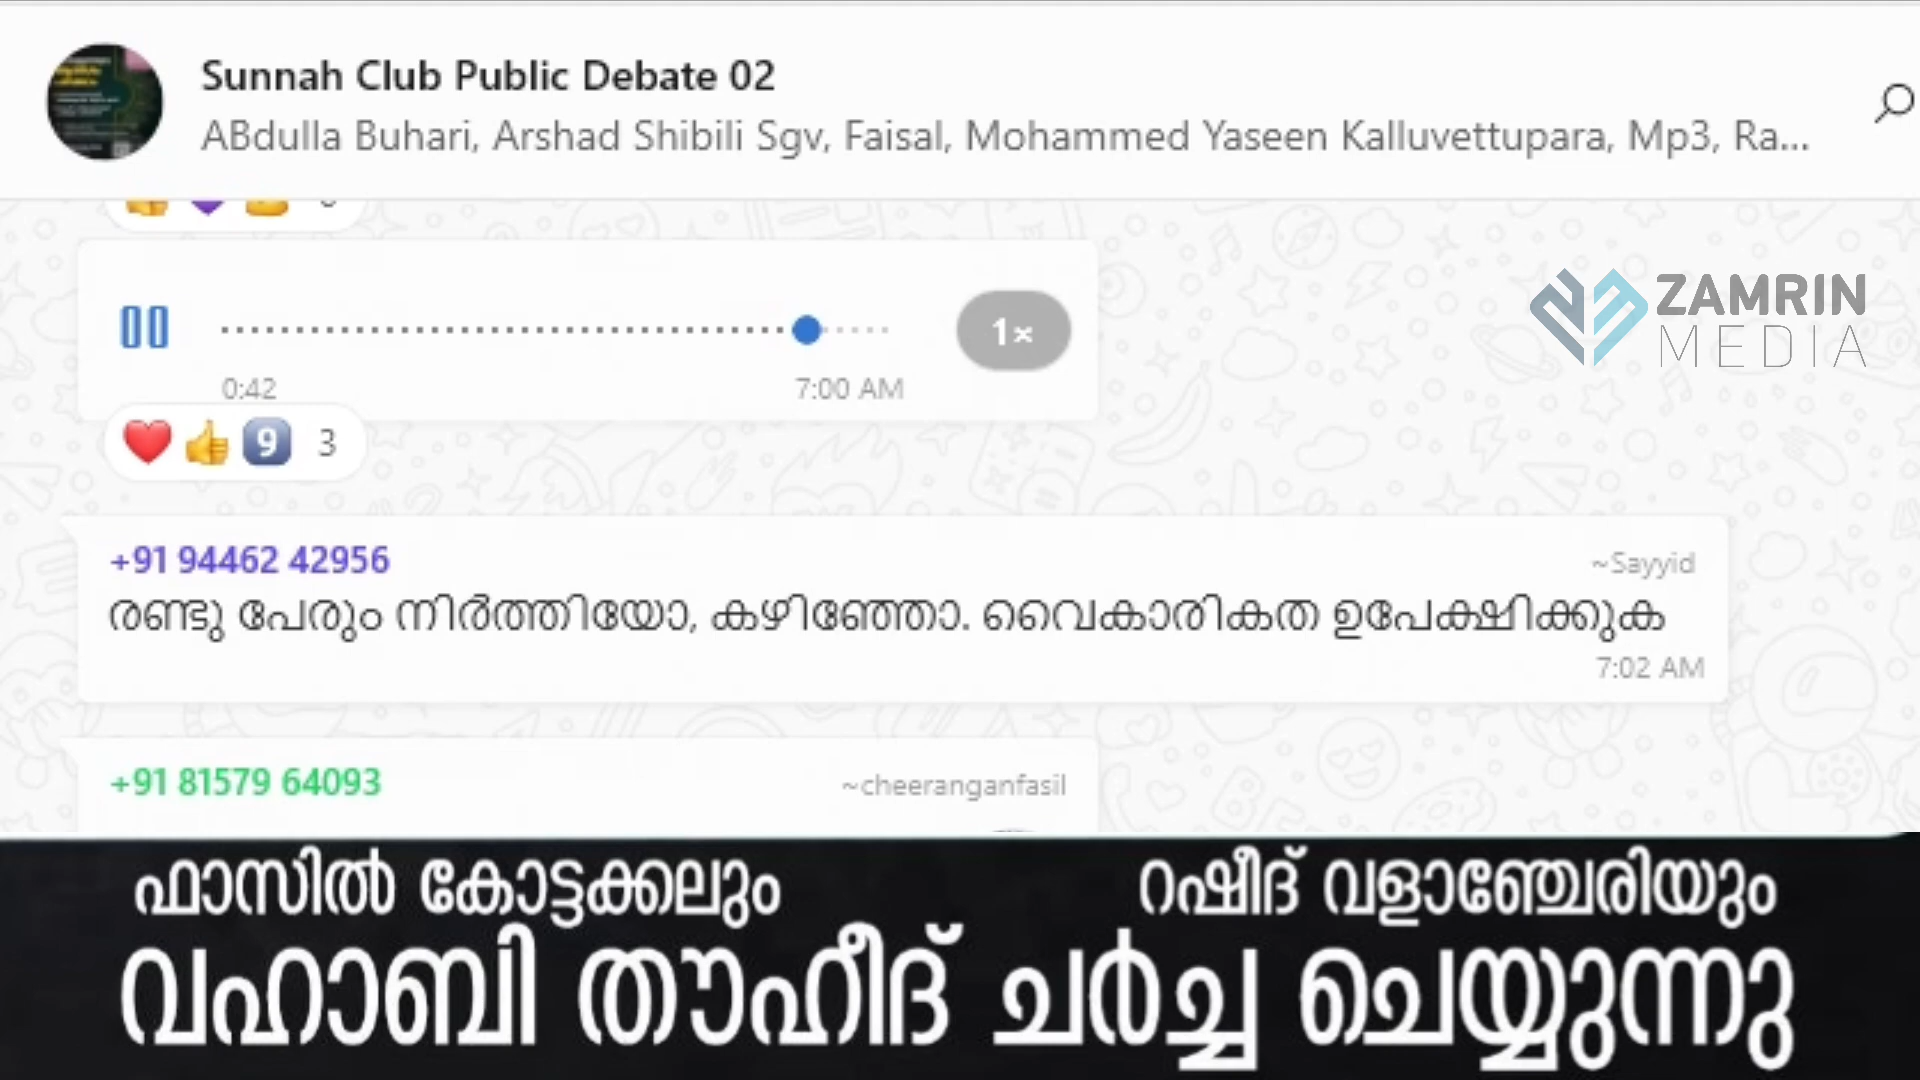 Sunnah Club Public Debate 02
ABdulla Buhari, Arshad Shibili Sgv, Faisal, Mohammed Yaseen Kalluvettupara, Mp3, Ra...
ZAMRIN
MEDIA
1×
0:42 7:00 AM
❤️👍9️⃣ 3
+91 94462 42956 ~Sayyid
രണ്ടു പേരും നിർത്തിയോ, കഴിഞ്ഞോ. വൈകാരികത ഉപേക്ഷിക്കുക
7:02 AM
+91 81579 64093 ~cheeranganfasil
ഫാസിൽ കോട്ടക്കലും റഷീദ് വളാഞ്ചേരിയും
വഹാബി തൗഹീദ് ചർച്ച ചെയ്യുന്നു